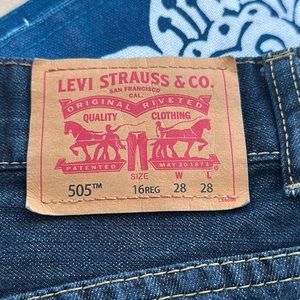 LEVI STRAUSS & CO.
SAN FRANCISCO
CAL.
ORIGINAL RIVETED
QUALITY CLOTHING
PATENTED MAY 20 1873
SIZE W L
505™ 16REG 28 28